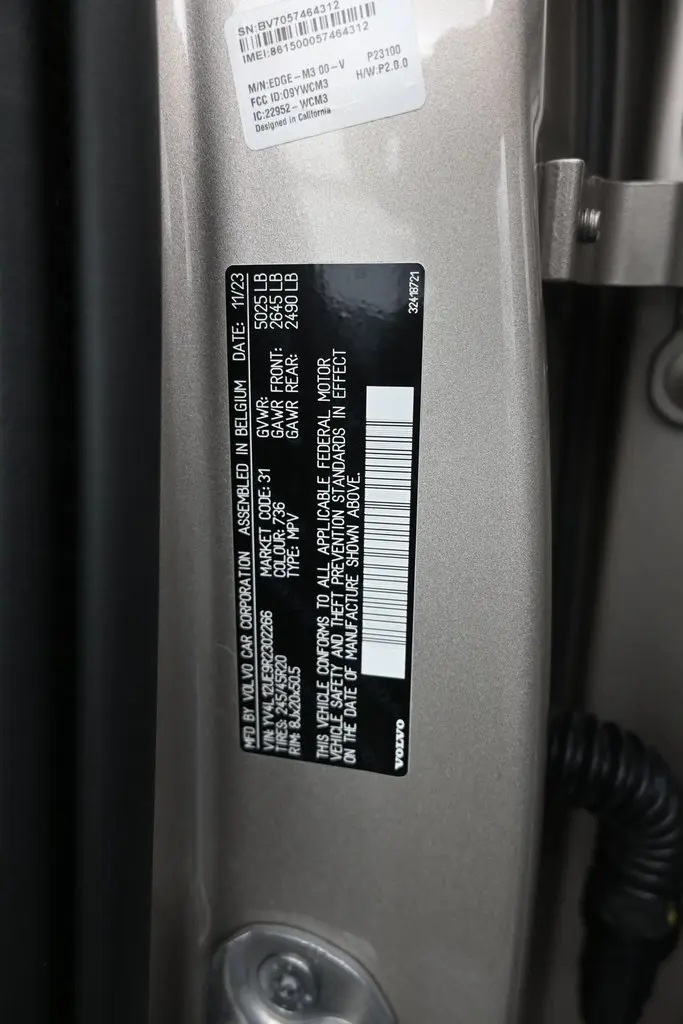 SN:BV7057464312
IMEI:861500057464312
M/N:EDGE-M3 00-V P23100
FCC ID:O9YWCM3 H/W:P2.0.0
IC:22952-WCM3
Designed in California
MFD BY VOLVO CAR CORPORATION ASSEMBLED IN BELGIUM DATE: 11/23
VIN: YV4L12UE9R2302266 MARKET CODE: 31 GVWR: 5025 LB
TIRES: 245/45R20 COLOUR: 736 GAWR FRONT: 2645 LB
RIM: 8Jx20x50.5 TYPE: MPV GAWR REAR: 2490 LB
THIS VEHICLE CONFORMS TO ALL APPLICABLE FEDERAL MOTOR
VEHICLE SAFETY AND THEFT PREVENTION STANDARDS IN EFFECT
ON THE DATE OF MANUFACTURE SHOWN ABOVE.
VOLVO 32418721